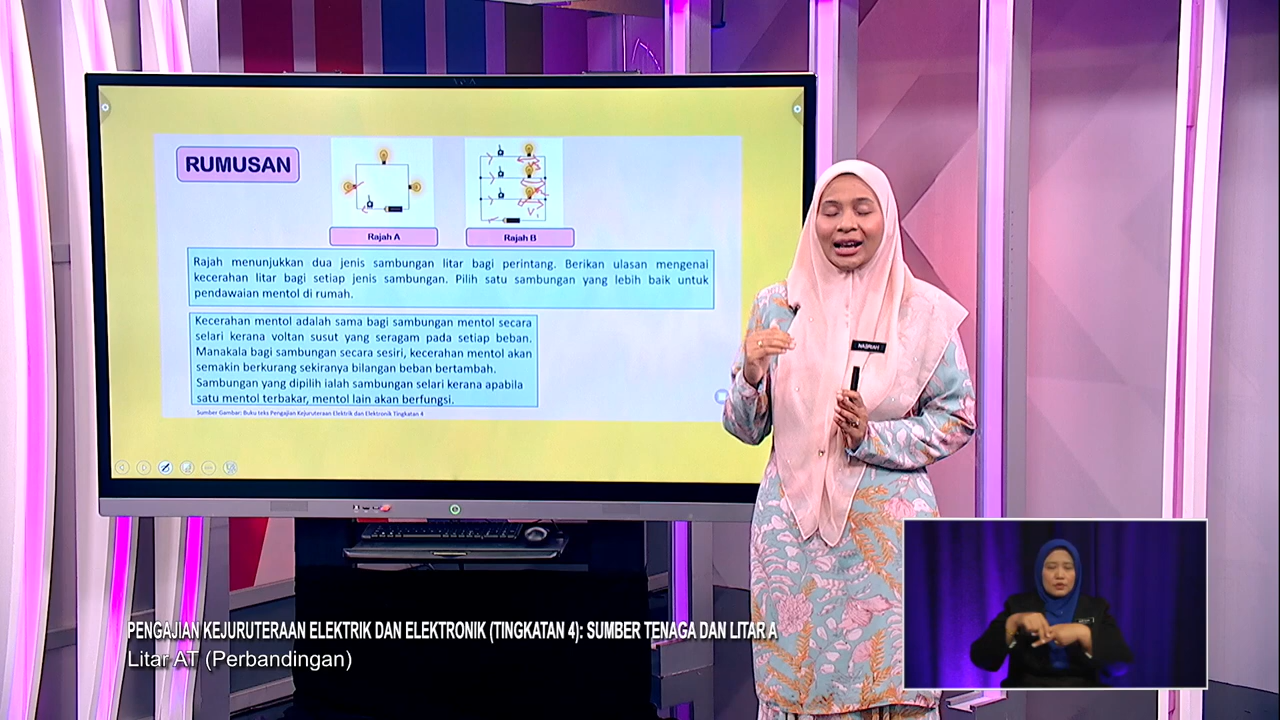 RUMUSAN
Rajah A
Rajah B
Rajah menunjukkan dua jenis sambungan litar bagi perintang. Berikan ulasan mengenai
kecerahan litar bagi setiap jenis sambungan. Pilih satu sambungan yang lebih baik untuk
pendawaian mentol di rumah.
Kecerahan mentol adalah sama bagi sambungan mentol secara
selari kerana voltan susut yang seragam pada setiap beban.
Manakala bagi sambungan secara sesiri, kecerahan mentol akan
semakin berkurang sekiranya bilangan beban bertambah.
Sambungan yang dipilih ialah sambungan selari kerana apabila
satu mentol terbakar, mentol lain akan berfungsi.
Sumber Gambar: Buku teks Pengajian Kejuruteraan Elektrik dan Elektronik Tingkatan 4
NASRIAH
PENGAJIAN KEJURUTERAAN ELEKTRIK DAN ELEKTRONIK (TINGKATAN 4): SUMBER TENAGA DAN LITAR A
Litar AT (Perbandingan)